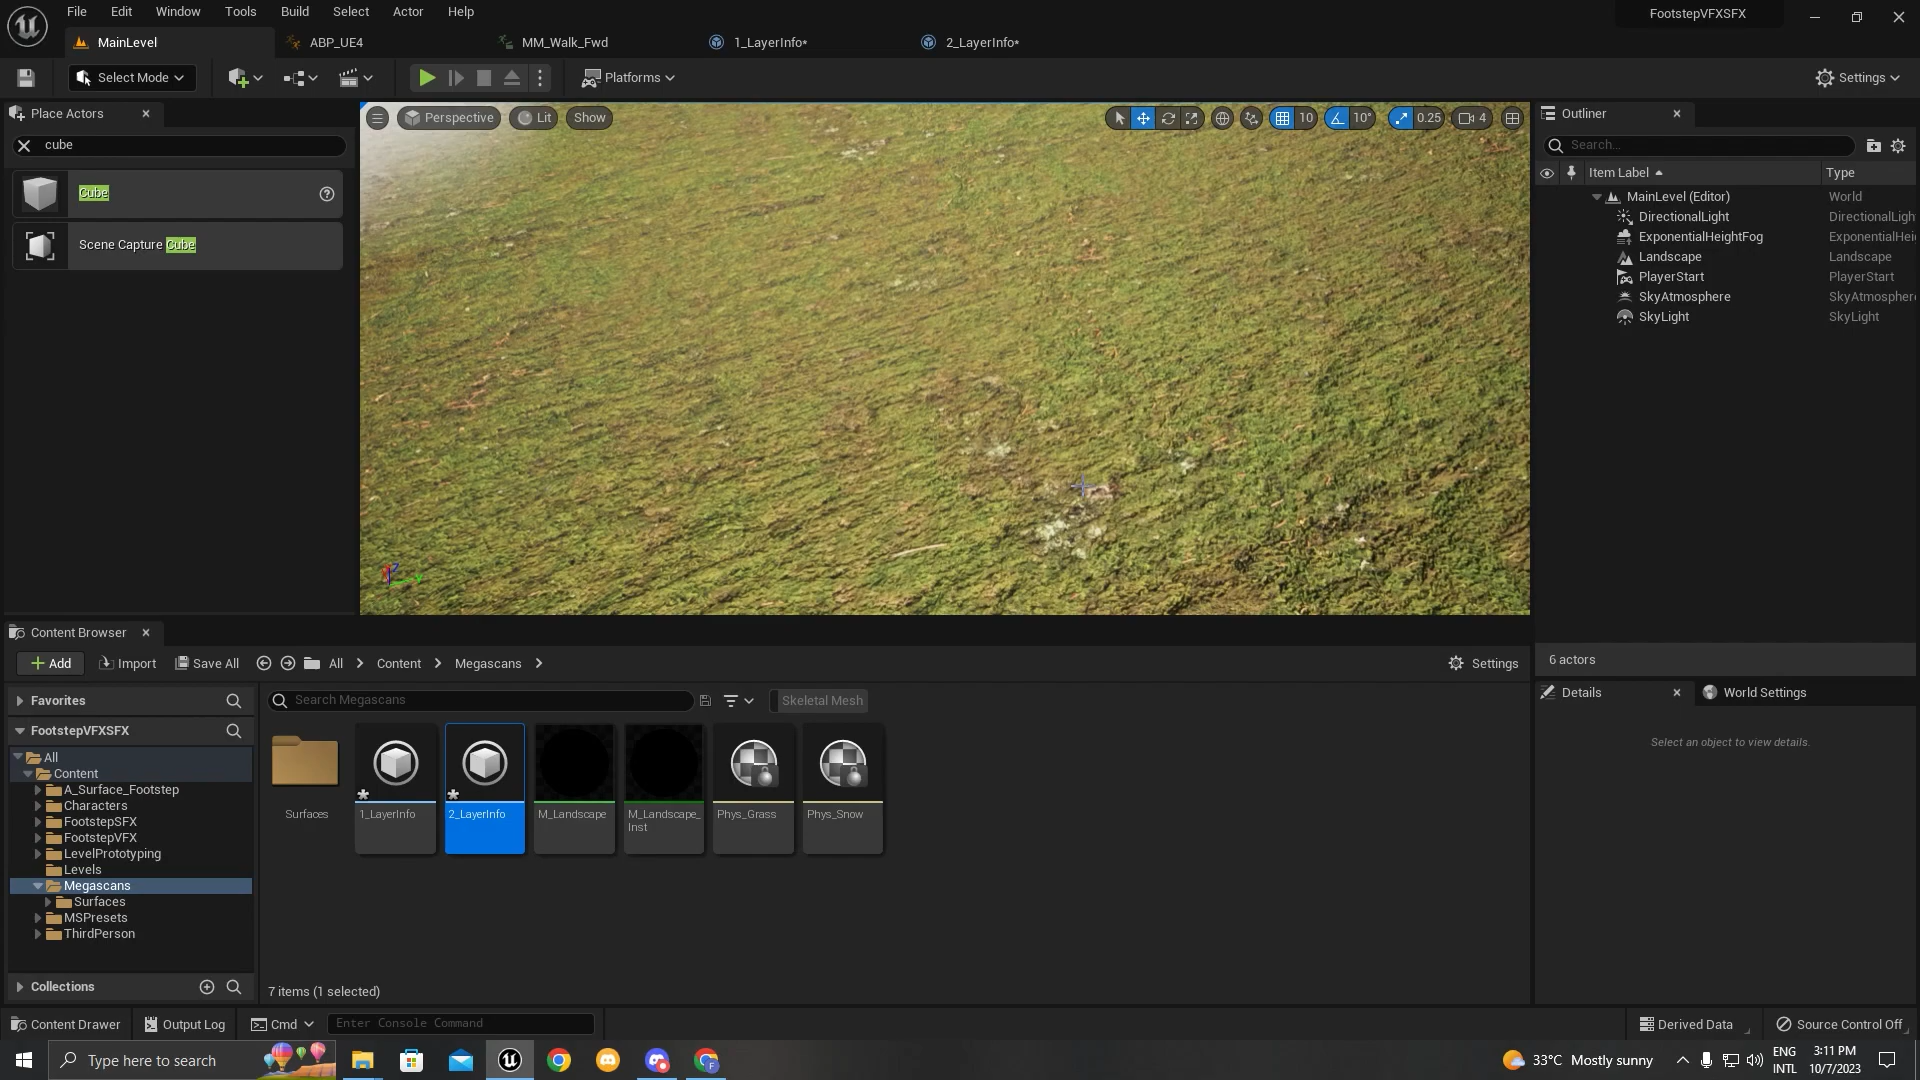 File Edit Window Tools Build Select Actor Help
FootstepVFXSFX
MainLevel
ABP_UE4
MM_Walk_Fwd
1_LayerInfo*
2_LayerInfo*
Select Mode
Platforms
Settings
Place Actors
cube
Cube
Scene Capture Cube
Perspective
Lit
Show
10
10°
0.25
4
Outliner
Search...
Item Label
Type
MainLevel (Editor) World
DirectionalLight DirectionalLigh
ExponentialHeightFog ExponentialHei
Landscape Landscape
PlayerStart PlayerStart
SkyAtmosphere SkyAtmospher
SkyLight SkyLight
6 actors
Details
World Settings
Select an object to view details.
Content Browser
Add
Import
Save All
All
Content
Megascans
Settings
Favorites
FootstepVFXSFX
All
Content
A_Surface_Footstep
Characters
FootstepSFX
FootstepVFX
LevelPrototyping
Levels
Megascans
Surfaces
MSPresets
ThirdPerson
Collections
Search Megascans
Skeletal Mesh
Surfaces
1_LayerInfo
2_LayerInfo
M_Landscape
M_Landscape_
Inst
Phys_Grass
Phys_Snow
7 items (1 selected)
Content Drawer
Output Log
Cmd
Enter Console Command
Derived Data
Source Control Off
Type here to search
33°C Mostly sunny
ENG
INTL
3:11 PM
10/7/2023